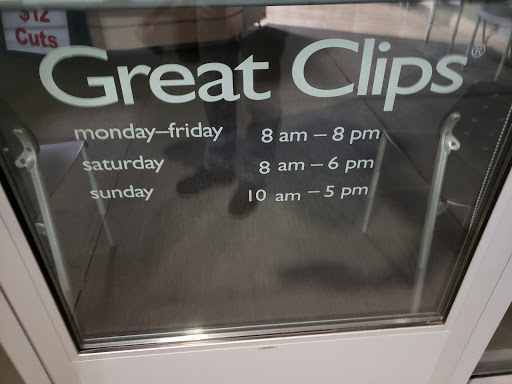 $12
Cuts
Great Clips®
monday–friday 8 am – 8 pm
saturday 8 am – 6 pm
sunday 10 am – 5 pm